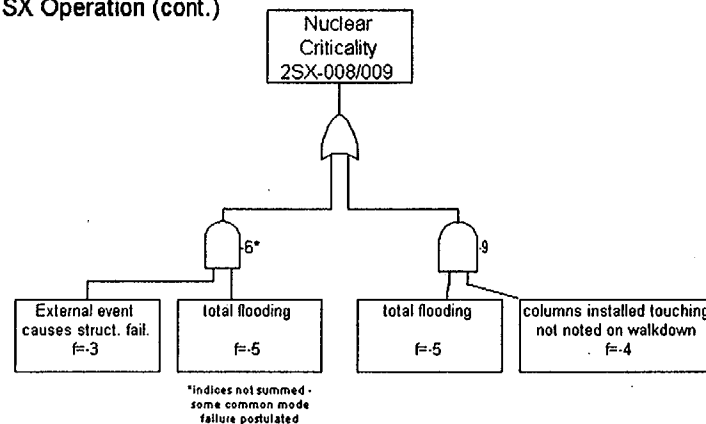 SX Operation (cont.)
Nuclear
Criticality
2SX-008/009
-6*
-9
External event
causes struct. fail.
f=-3
total flooding
f=-5
total flooding
f=-5
columns installed touching
not noted on walkdown
f=-4
*indices not summed -
some common mode
failure postulated